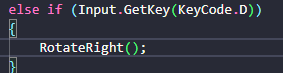 else if (Input.GetKey(KeyCode.D))
{
RotateRight();
}